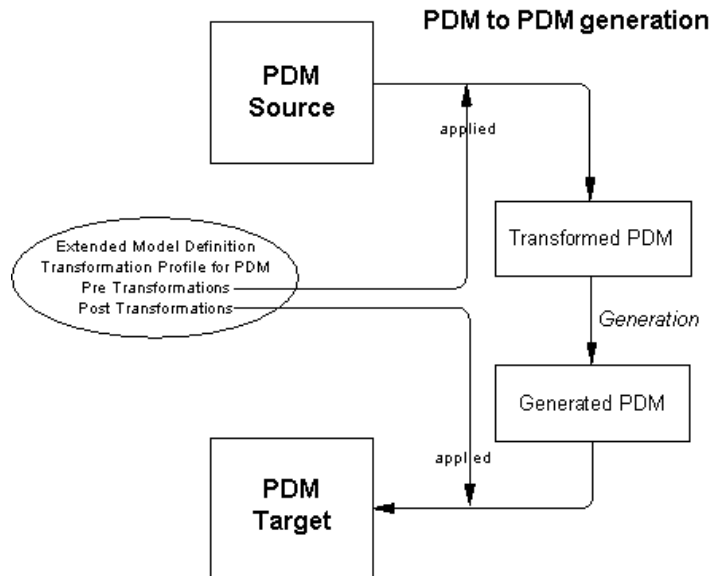 PDM to PDM generation
PDM
Source
applied
Extended Model Definition
Transformation Profile for PDM
Pre Transformations
Post Transformations
Transformed PDM
Generation
Generated PDM
applied
PDM
Target